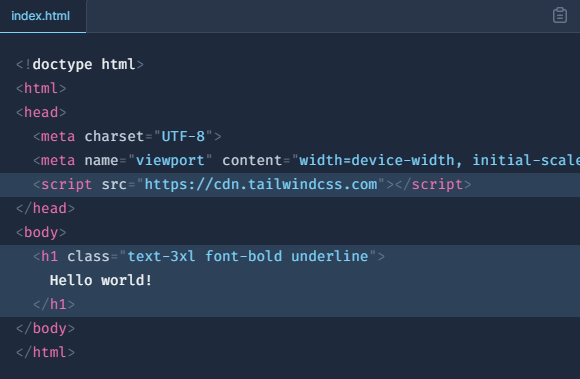 index.html
<!doctype html>
<html>
<head>
<meta charset="UTF-8">
<meta name="viewport" content="width=device-width, initial-scale
<script src="https://cdn.tailwindcss.com"></script>
</head>
<body>
<h1 class="text-3xl font-bold underline">
Hello world!
</h1>
</body>
</html>